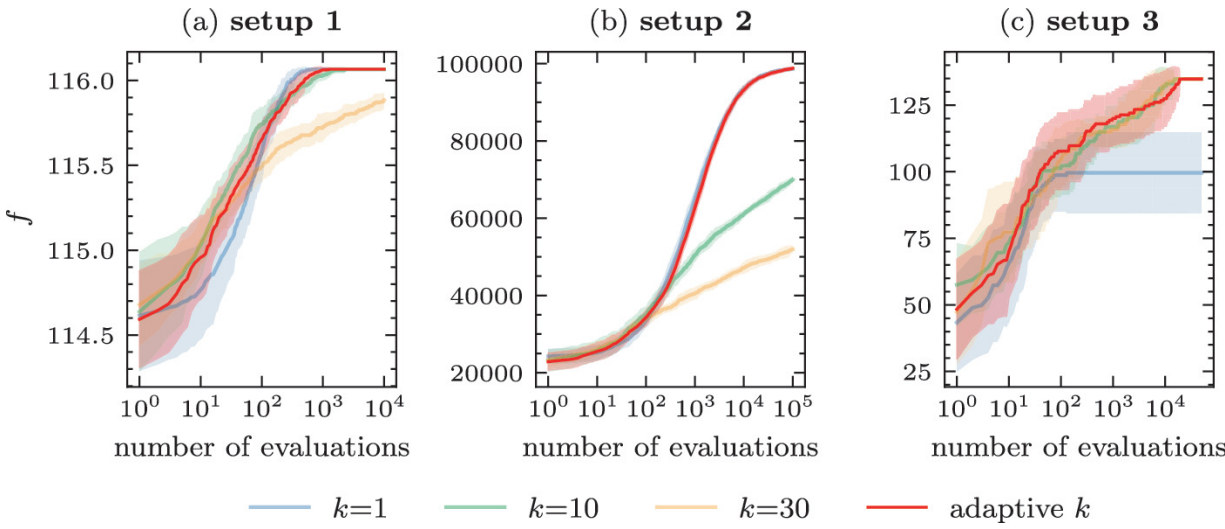 (a) setup 1
(b) setup 2
(c) setup 3
f
116.0
115.5
115.0
114.5
10^0 10^1 10^2 10^3 10^4
number of evaluations
100000
80000
60000
40000
20000
10^0 10^1 10^2 10^3 10^4 10^5
number of evaluations
125
100
75
50
25
10^0 10^1 10^2 10^3 10^4
number of evaluations
k=1 k=10 k=30 adaptive k